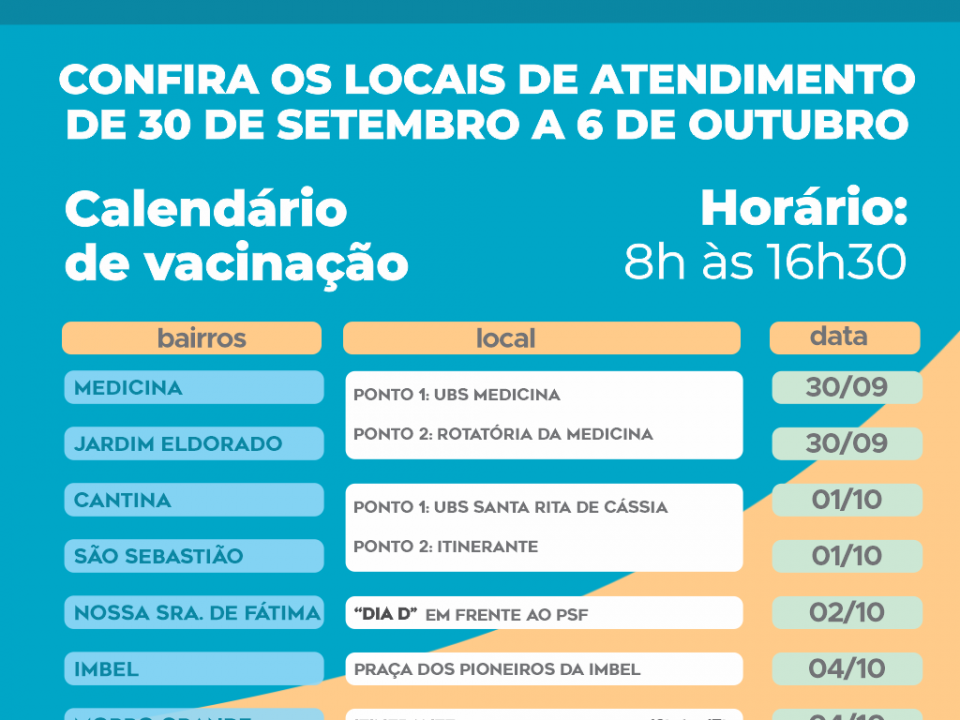 CONFIRA OS LOCAIS DE ATENDIMENTO
DE 30 DE SETEMBRO A 6 DE OUTUBRO
Calendário
de vacinação
Horário:
8h às 16h30
bairros local data
MEDICINA
PONTO 1: UBS MEDICINA
30/09
JARDIM ELDORADO
PONTO 2: ROTATÓRIA DA MEDICINA
30/09
CANTINA
PONTO 1: UBS SANTA RITA DE CÁSSIA
01/10
SÃO SEBASTIÃO
PONTO 2: ITINERANTE
01/10
NOSSA SRA. DE FÁTIMA
“DIA D” EM FRENTE AO PSF
02/10
IMBEL
PRAÇA DOS PIONEIROS DA IMBEL
04/10